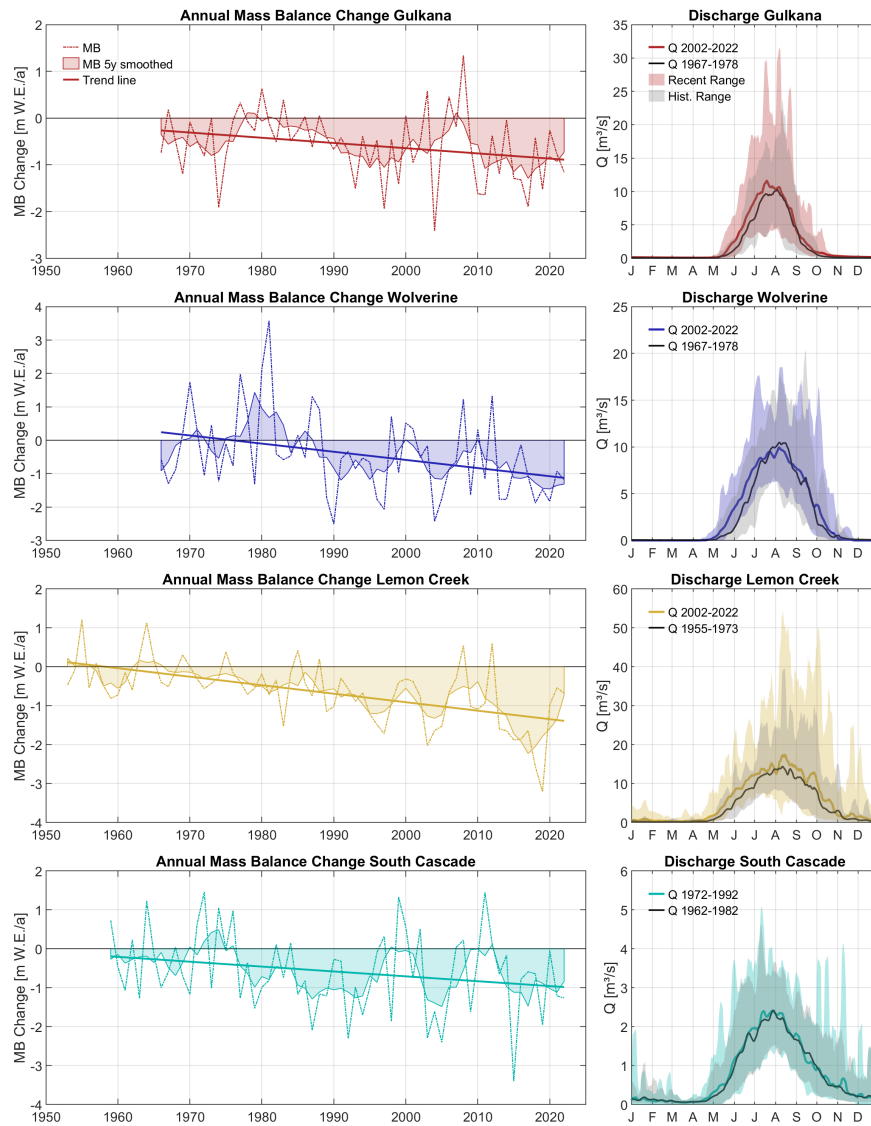 Annual Mass Balance Change Gulkana
MB Change [m W.E./a]
2
1
0
-1
-2
-3
MB
MB 5y smoothed
Trend line
1950 1960 1970 1980 1990 2000 2010 2020
Discharge Gulkana
Q [m³/s]
35
30
25
20
15
10
5
0
Q 2002-2022
Q 1967-1978
Recent Range
Hist. Range
J F M A M J J A S O N D
Annual Mass Balance Change Wolverine
MB Change [m W.E./a]
4
3
2
1
0
-1
-2
-3
1950 1960 1970 1980 1990 2000 2010 2020
Discharge Wolverine
Q [m³/s]
25
20
15
10
5
0
Q 2002-2022
Q 1967-1978
J F M A M J J A S O N D
Annual Mass Balance Change Lemon Creek
MB Change [m W.E./a]
2
1
0
-1
-2
-3
-4
1950 1960 1970 1980 1990 2000 2010 2020
Discharge Lemon Creek
Q [m³/s]
60
50
40
30
20
10
0
Q 2002-2022
Q 1955-1973
J F M A M J J A S O N D
Annual Mass Balance Change South Cascade
MB Change [m W.E./a]
2
1
0
-1
-2
-3
-4
1950 1960 1970 1980 1990 2000 2010 2020
Discharge South Cascade
Q [m³/s]
6
5
4
3
2
1
0
Q 1972-1992
Q 1962-1982
J F M A M J J A S O N D